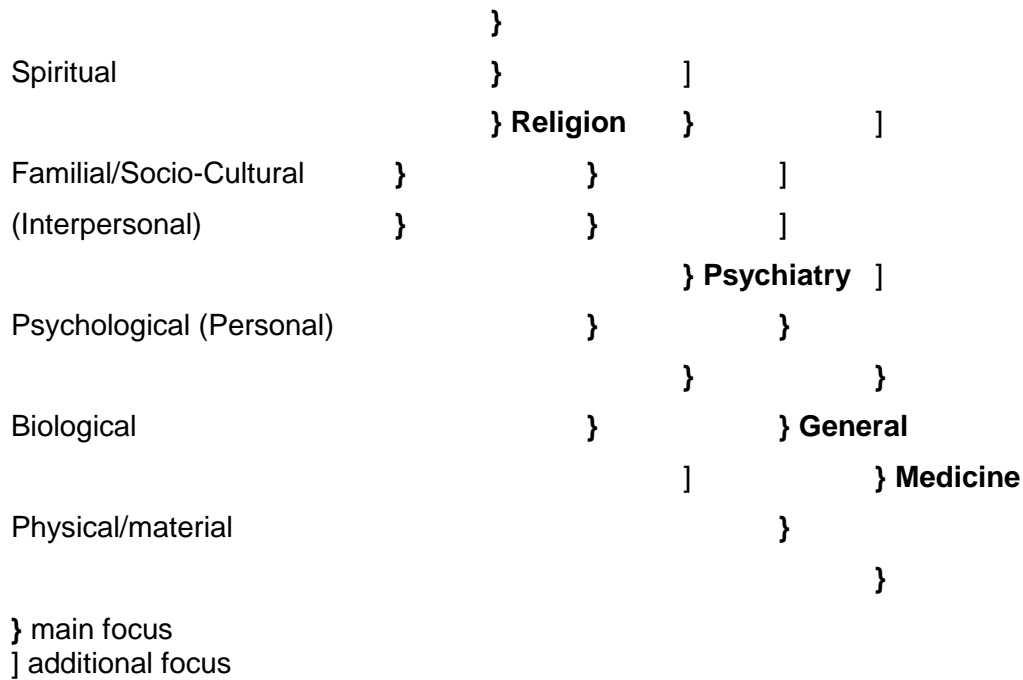 }
Spiritual } ]
} Religion } ]
Familial/Socio-Cultural } } ]
(Interpersonal) } } ]
} Psychiatry ]
Psychological (Personal) } }
} }
Biological } } General
] } Medicine
Physical/material }
}
} main focus
] additional focus